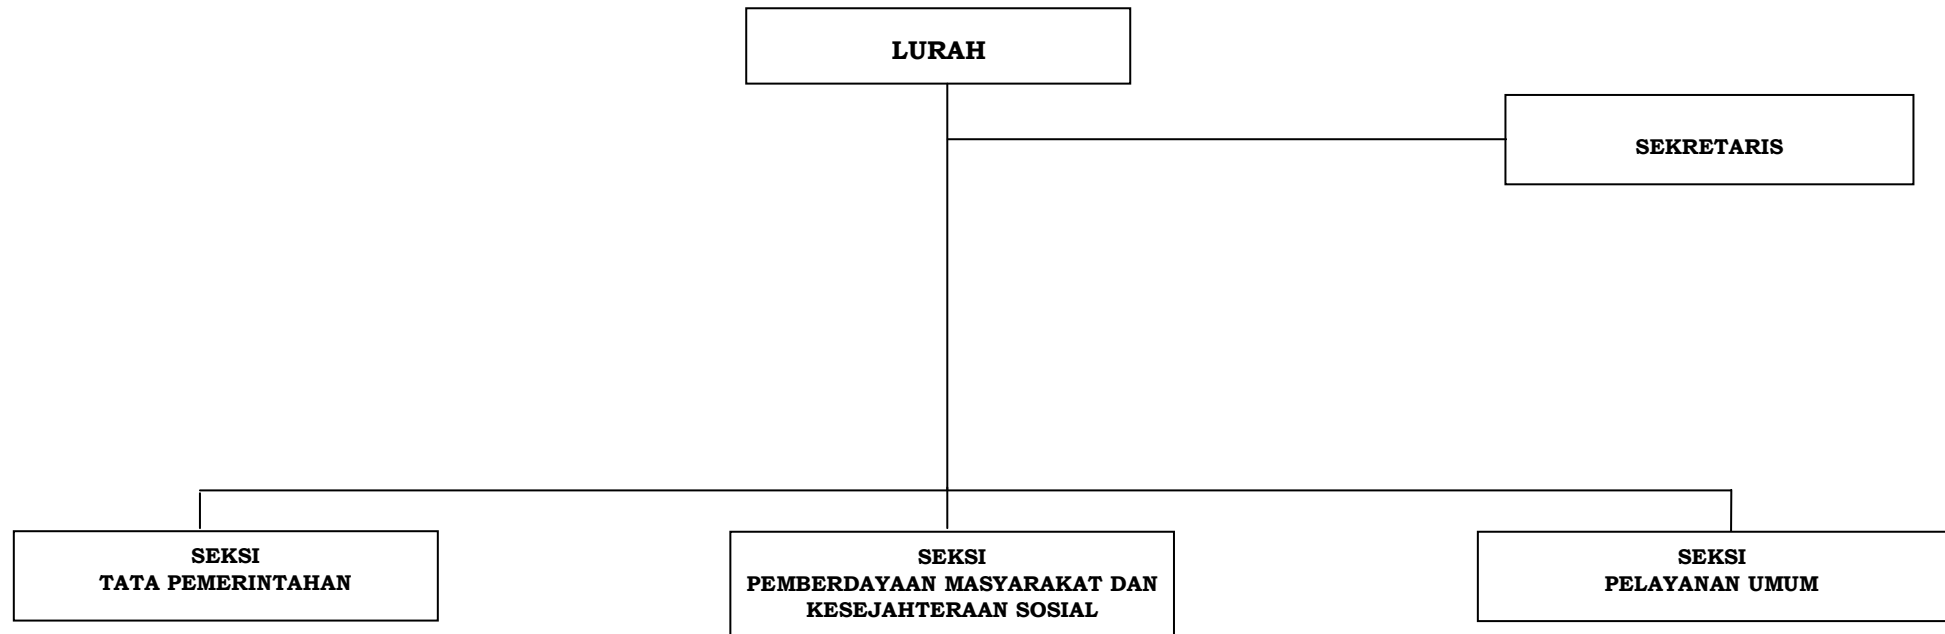 LURAH
SEKRETARIS
SEKSI
TATA PEMERINTAHAN
SEKSI
PEMBERDAYAAN MASYARAKAT DAN
KESEJAHTERAAN SOSIAL
SEKSI
PELAYANAN UMUM